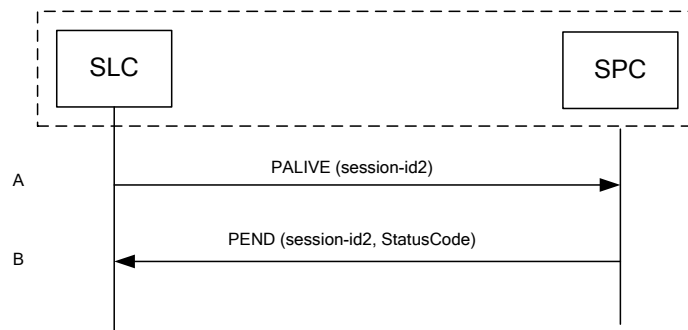 SLC
SPC
A
PALIVE (session-id2)
B
PEND (session-id2, StatusCode)